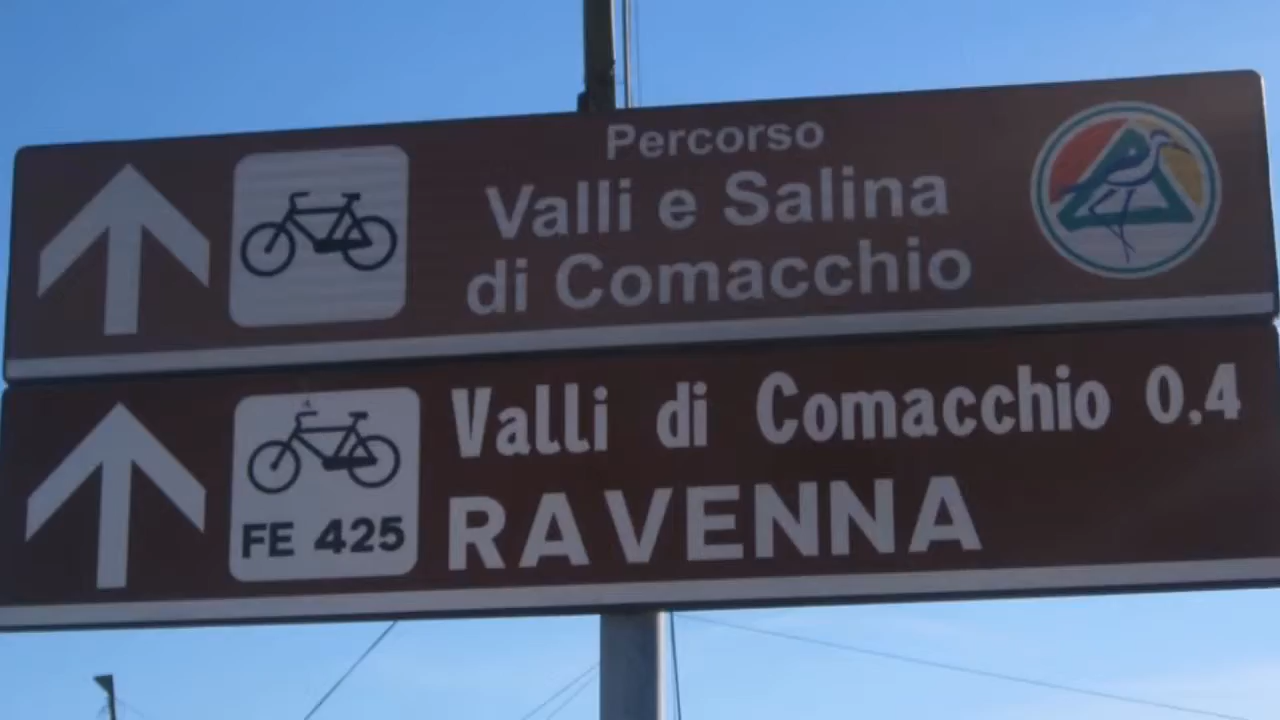 Percorso
Valli e Salina
di Comacchio
Valli di Comacchio 0,4
FE 425
RAVENNA